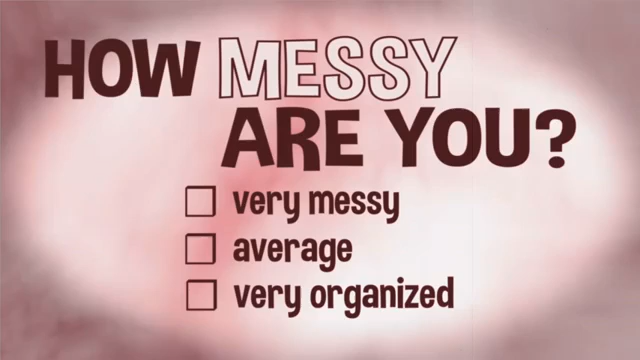 HOW MESSY
ARE YOU?
very messy
average
very organized